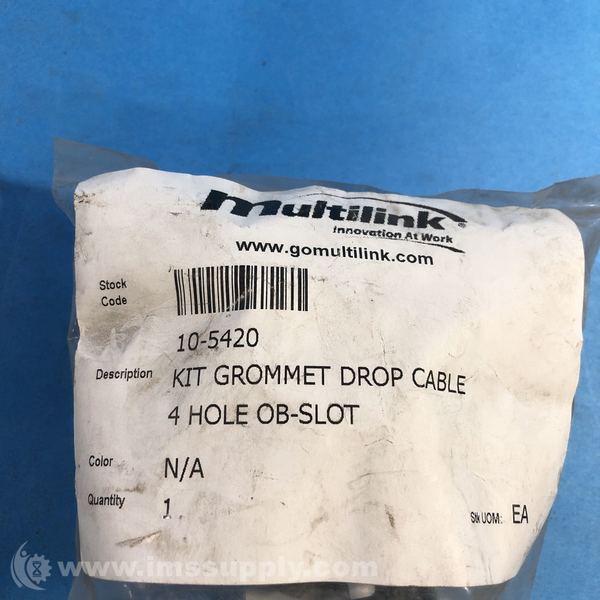 multilink®
Innovation At Work
www.gomultilink.com
Stock
Code
10-5420
Description KIT GROMMET DROP CABLE
4 HOLE OB-SLOT
Color N/A
Quantity 1
Stk UOM: EA
www.imssupply.com